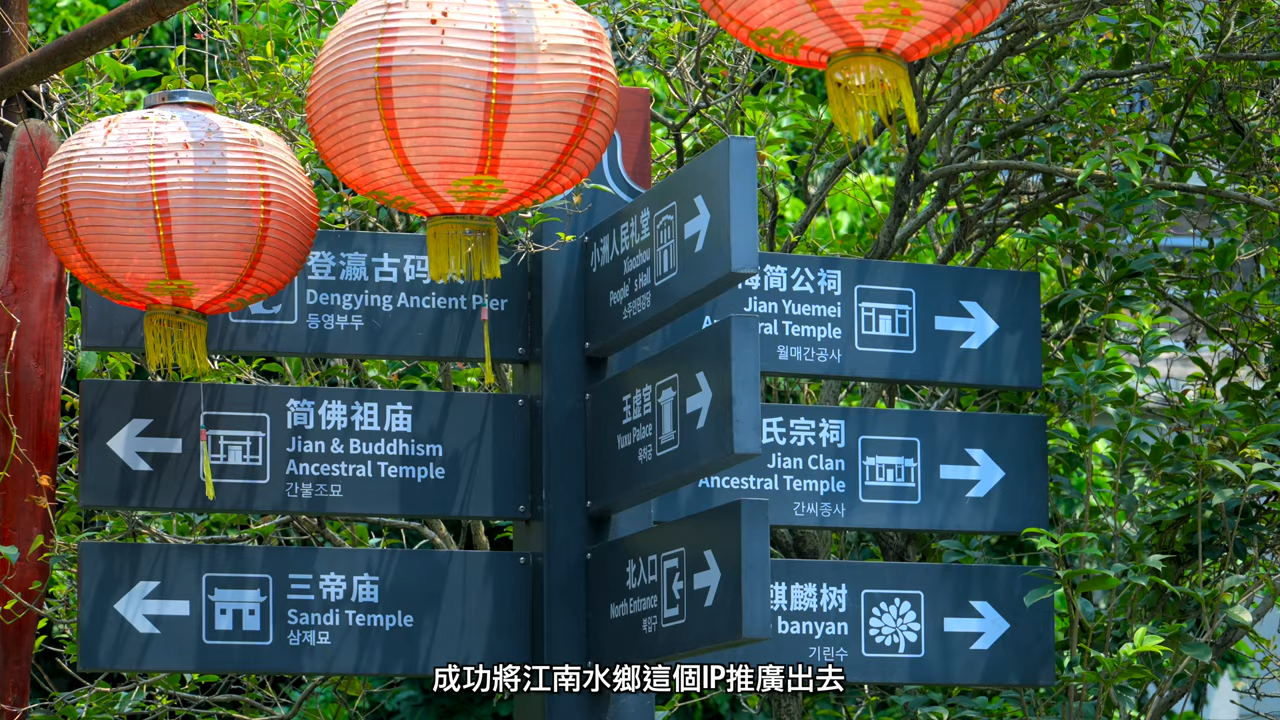 登瀛古码
Dengying Ancient Pier
등영부두
简佛祖庙
Jian & Buddhism
Ancestral Temple
간불조묘
三帝庙
Sandi Temple
삼제묘
小洲人民礼堂
Xiaozhou
People's Hall
소주인민강당
玉虚宫
Yuxu Palace
옥허궁
北入口
North Entrance
북입구
简公祠
Jian Yuemei
Temple
월매간공사
氏宗祠
Jian Clan
Ancestral Temple
간씨종사
麒麟树
banyan
기린수
成功將江南水鄉這個IP推廣出去